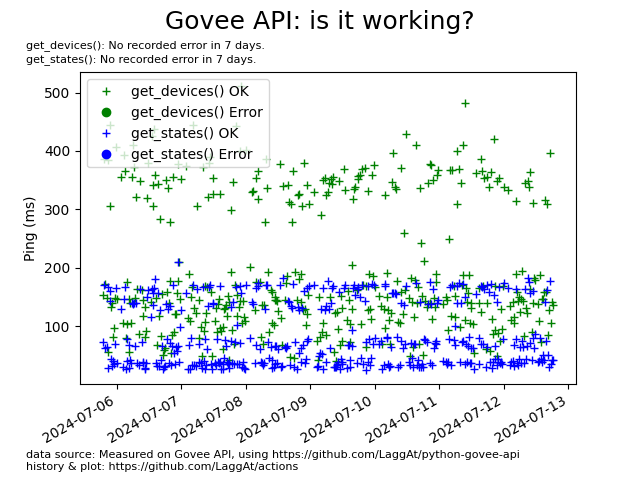 Govee API: is it working?
get_devices(): No recorded error in 7 days.
get_states(): No recorded error in 7 days.
get_devices() OK
get_devices() Error
get_states() OK
get_states() Error
Ping (ms)
500
400
300
200
100
2024-07-06
2024-07-07
2024-07-08
2024-07-09
2024-07-10
2024-07-11
2024-07-12
2024-07-13
data source: Measured on Govee API, using https://github.com/LaggAt/python-govee-api
history & plot: https://github.com/LaggAt/actions